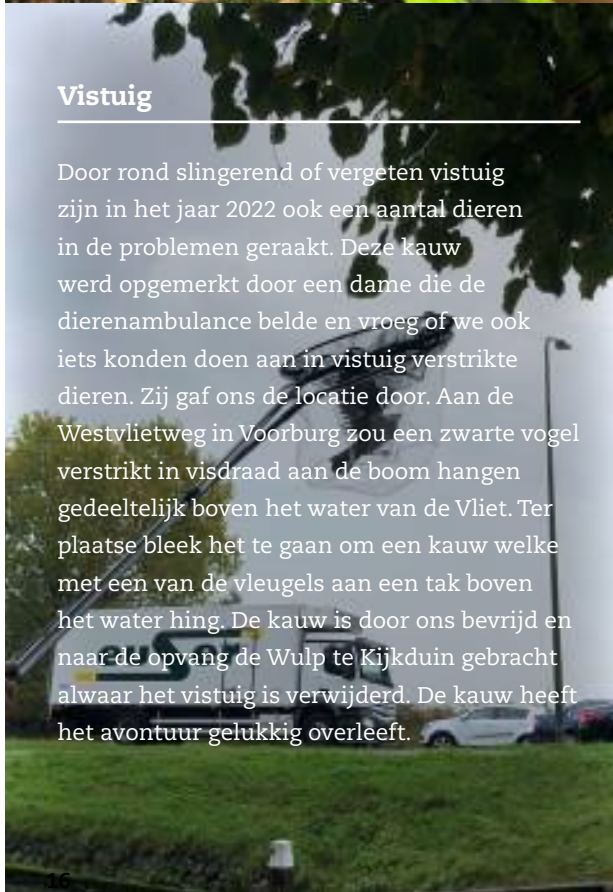 Vistuig
Door rond slingerend of vergeten vistuig
zijn in het jaar 2022 ook een aantal dieren
in de problemen geraakt. Deze kauw
werd opgemerkt door een dame die de
dierenambulance belde en vroeg of we ook
iets konden doen aan in vistuig verstrikte
dieren. Zij gaf ons de locatie door. Aan de
Westvlietweg in Voorburg zou een zwarte vogel
verstrikt in visdraad aan de boom hangen
gedeeltelijk boven het water van de Vliet. Ter
plaatse bleek het te gaan om een kauw welke
met een van de vleugels aan een tak boven
het water hing. De kauw is door ons bevrijd en
naar de opvang de Wulp te Kijkduin gebracht
alwaar het vistuig is verwijderd. De kauw heeft
het avontuur gelukkig overleeft.
16